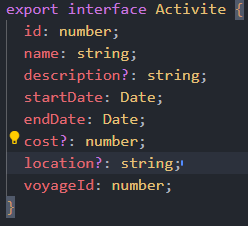 export interface Activite {
id: number;
name: string;
description?: string;
startDate: Date;
endDate: Date;
cost?: number;
location?: string;
voyageId: number;
}